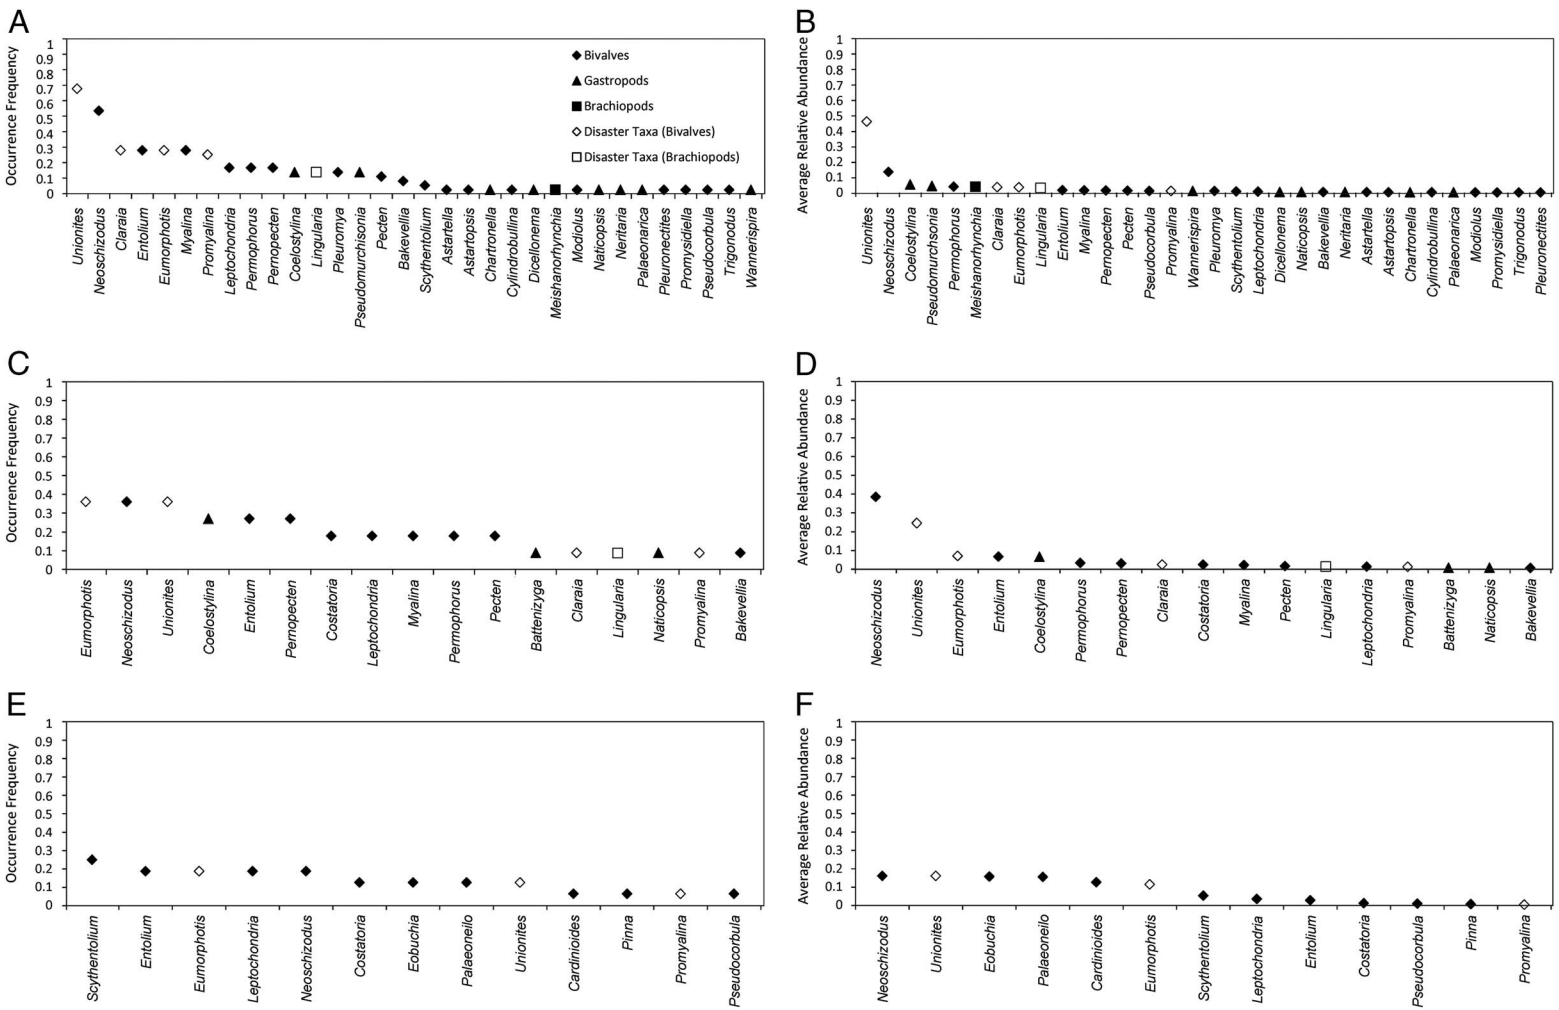 A
Occurrence Frequency
1
0.9
0.8
0.7
0.6
0.5
0.4
0.3
0.2
0.1
0
Bivalves
Gastropods
Brachiopods
Disaster Taxa (Bivalves)
Disaster Taxa (Brachiopods)
Unionites
Neoschizodus
Claraia
Entolium
Eumorphotis
Myalina
Promyalina
Leptochondria
Permophorus
Pernopecten
Coelostylina
Lingularia
Pleuromya
Pseudomurchisonia
Pecten
Bakevellia
Scythentolium
Astartella
Astartopsis
Chartronella
Cylindrobullina
Dicellonema
Meishanorhynchia
Modiolus
Naticopsis
Neritaria
Palaeonarica
Pleuronectites
Promysidiella
Pseudocorbula
Trigonodus
Wannerispira
B
Average Relative Abundance
1
0.9
0.8
0.7
0.6
0.5
0.4
0.3
0.2
0.1
0
Unionites
Neoschizodus
Coelostylina
Pseudomurchsonia
Permophorus
Meishanorhynchia
Claraia
Eumorphotis
Lingularia
Entolium
Myalina
Pernopecten
Pecten
Pseudocorbula
Promyalina
Wannerispira
Pleuromya
Scythentolium
Leptochondria
Dicellonema
Naticopsis
Bakevellia
Neritaria
Astartella
Astartopsis
Chartronella
Cylindrobullina
Palaeonarica
Modiolus
Promysidiella
Trigonodus
Pleuronectites
C
Occurrence Frequency
1
0.9
0.8
0.7
0.6
0.5
0.4
0.3
0.2
0.1
0
Eumorphotis
Neoschizodus
Unionites
Coelostylina
Entolium
Pernopecten
Costatoria
Leptochondria
Myalina
Permophorus
Pecten
Battenizyga
Claraia
Lingularia
Naticopsis
Promyalina
Bakevellia
D
Average Relative Abundance
1
0.9
0.8
0.7
0.6
0.5
0.4
0.3
0.2
0.1
0
Neoschizodus
Unionites
Eumorphotis
Entolium
Coelostylina
Permophorus
Pernopecten
Claraia
Costatoria
Myalina
Pecten
Lingularia
Leptochondria
Promyalina
Battenizyga
Naticopsis
Bakevellia
E
Occurrence Frequency
1
0.9
0.8
0.7
0.6
0.5
0.4
0.3
0.2
0.1
0
Scythentolium
Entolium
Eumorphotis
Leptochondria
Neoschizodus
Costatoria
Eobuchia
Palaeoneilo
Unionites
Cardinioides
Pinna
Promyalina
Pseudocorbula
F
Average Relative Abundance
1
0.9
0.8
0.7
0.6
0.5
0.4
0.3
0.2
0.1
0
Neoschizodus
Unionites
Eobuchia
Palaeoneilo
Cardinioides
Eumorphotis
Scythentolium
Leptochondria
Entolium
Costatoria
Pseudocorbula
Pinna
Promyalina